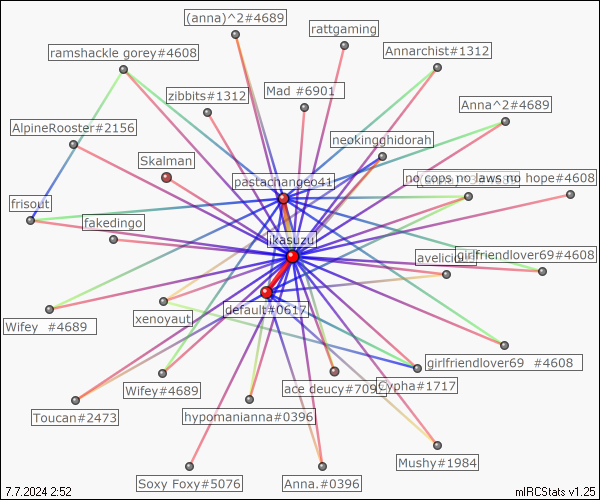 (anna)^2#4689
rattgaming
ramshackle gorey#4608
Annarchist#1312
zibbits#1312
Mad #6901
Anna^2#4689
AlpineRooster#2156
neokingghidorah
Skalman
pastachange041
no cops no laws no hope#4608
frisout
fakedingo
ikasuzu
avelicious
girlfriendlover69#4608
default#0617
xenoyaut
Wifey #4689
girlfriendlover69 #4608
Wifey#4689
ace deucy#709
Cypha#1717
Toucan#2473
hypomanianna#0396
Mushy#1984
Soxy Foxy#5076
Anna.#0396
7.7.2024 2:52
mIRCStats v1.25